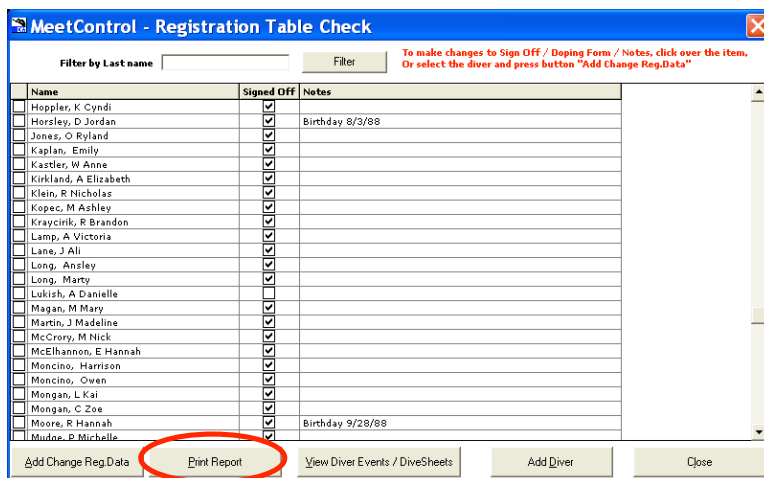 MeetControl - Registration Table Check
Filter by Last name
Filter
To make changes to Sign Off / Doping Form / Notes, click over the item,
Or select the diver and press button "Add Change Reg.Data"
Name Signed Off Notes
Hoppler, K Cyndi
Horsley, D Jordan Birthday 8/3/88
Jones, O Ryland
Kaplan, Emily
Kastler, W Anne
Kirkland, A Elizabeth
Klein, R Nicholas
Kopec, M Ashley
Kraycirik, R Brandon
Lamp, A Victoria
Lane, J Ali
Long, Ansley
Long, Marty
Lukish, A Danielle
Magan, M Mary
Martin, J Madeline
McCrory, M Nick
McElhannon, E Hannah
Moncino, Harrison
Moncino, Owen
Mongan, L Kai
Mongan, C Zoe
Moore, R Hannah Birthday 9/28/88
Mudge, P Michelle
Add Change Reg.Data Print Report View Diver Events / DiveSheets Add Diver Close